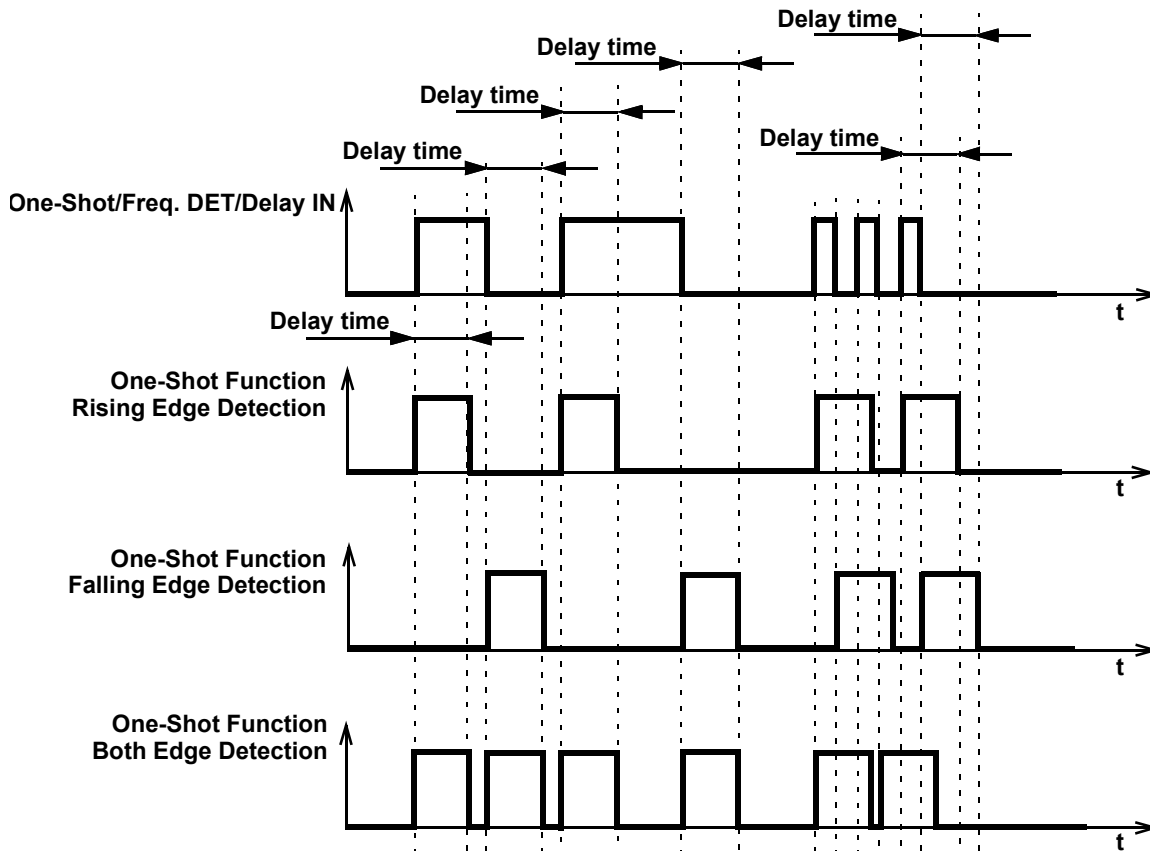 Delay time
Delay time
Delay time
Delay time
Delay time
One-Shot/Freq. DET/Delay IN
t
Delay time
One-Shot Function
Rising Edge Detection
t
One-Shot Function
Falling Edge Detection
t
One-Shot Function
Both Edge Detection
t